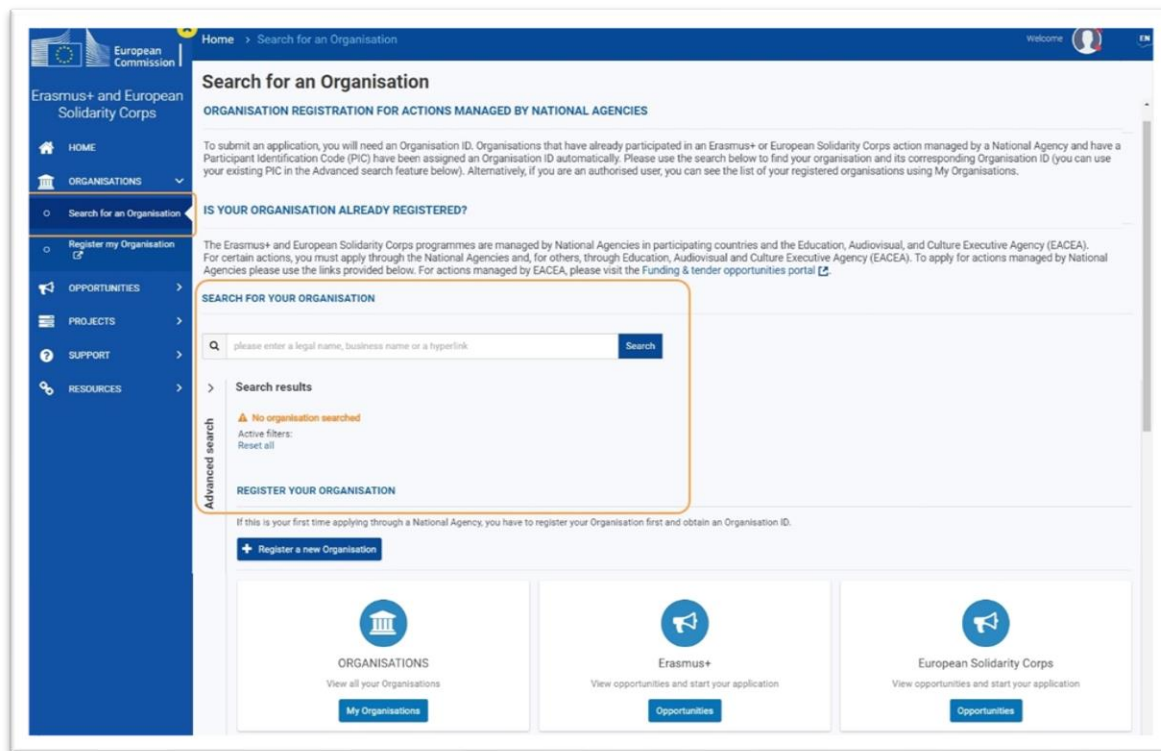 European
Commission
Erasmus+ and European
Solidarity Corps
HOME
ORGANISATIONS
Search for an Organisation
Register my Organisation
OPPORTUNITIES
PROJECTS
SUPPORT
RESOURCES
Home > Search for an Organisation
Welcome
EN
Search for an Organisation
ORGANISATION REGISTRATION FOR ACTIONS MANAGED BY NATIONAL AGENCIES
To submit an application, you will need an Organisation ID. Organisations that have already participated in an Erasmus+ or European Solidarity Corps action managed by a National Agency and have a
Participant Identification Code (PIC) have been assigned an Organisation ID automatically. Please use the search below to find your organisation and its corresponding Organisation ID (you can use
your existing PIC in the Advanced search feature below). Alternatively, if you are an authorised user, you can see the list of your registered organisations using My Organisations.
IS YOUR ORGANISATION ALREADY REGISTERED?
The Erasmus+ and European Solidarity Corps programmes are managed by National Agencies in participating countries and the Education, Audiovisual, and Culture Executive Agency (EACEA).
For certain actions, you must apply through the National Agencies and, for others, through Education, Audiovisual and Culture Executive Agency (EACEA). To apply for actions managed by National
Agencies please use the links provided below. For actions managed by EACEA, please visit the Funding & tender opportunities portal.
SEARCH FOR YOUR ORGANISATION
please enter a legal name, business name or a hyperlink
Search
Advanced search
Search results
No organisation searched
Active filters:
Reset all
REGISTER YOUR ORGANISATION
If this is your first time applying through a National Agency, you have to register your Organisation first and obtain an Organisation ID.
+ Register a new Organisation
ORGANISATIONS
View all your Organisations
My Organisations
Erasmus+
View opportunities and start your application
Opportunities
European Solidarity Corps
View opportunities and start your application
Opportunities